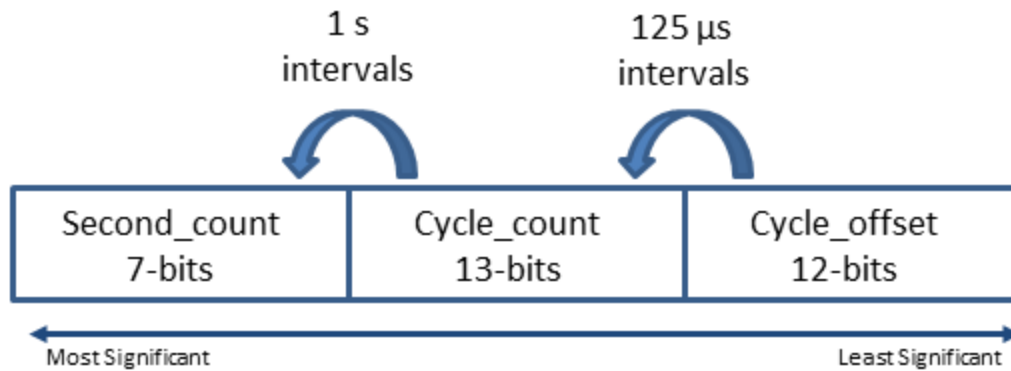 1 s
intervals
125 µs
intervals
Second_count
7-bits
Cycle_count
13-bits
Cycle_offset
12-bits
Most Significant
Least Significant